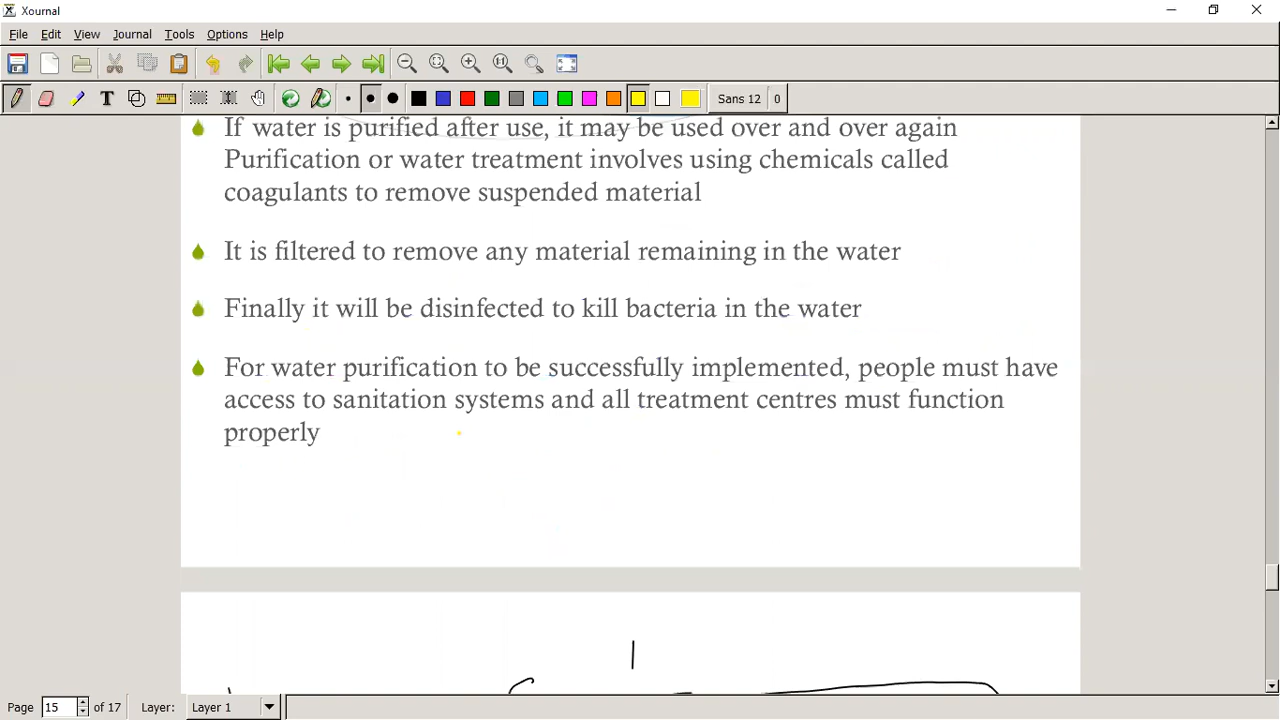 Xournal
File Edit View Journal Tools Options Help
Sans 12 0
If water is purified after use, it may be used over and over again
Purification or water treatment involves using chemicals called
coagulants to remove suspended material
It is filtered to remove any material remaining in the water
Finally it will be disinfected to kill bacteria in the water
For water purification to be successfully implemented, people must have
access to sanitation systems and all treatment centres must function
properly
Page 15 of 17 Layer: Layer 1